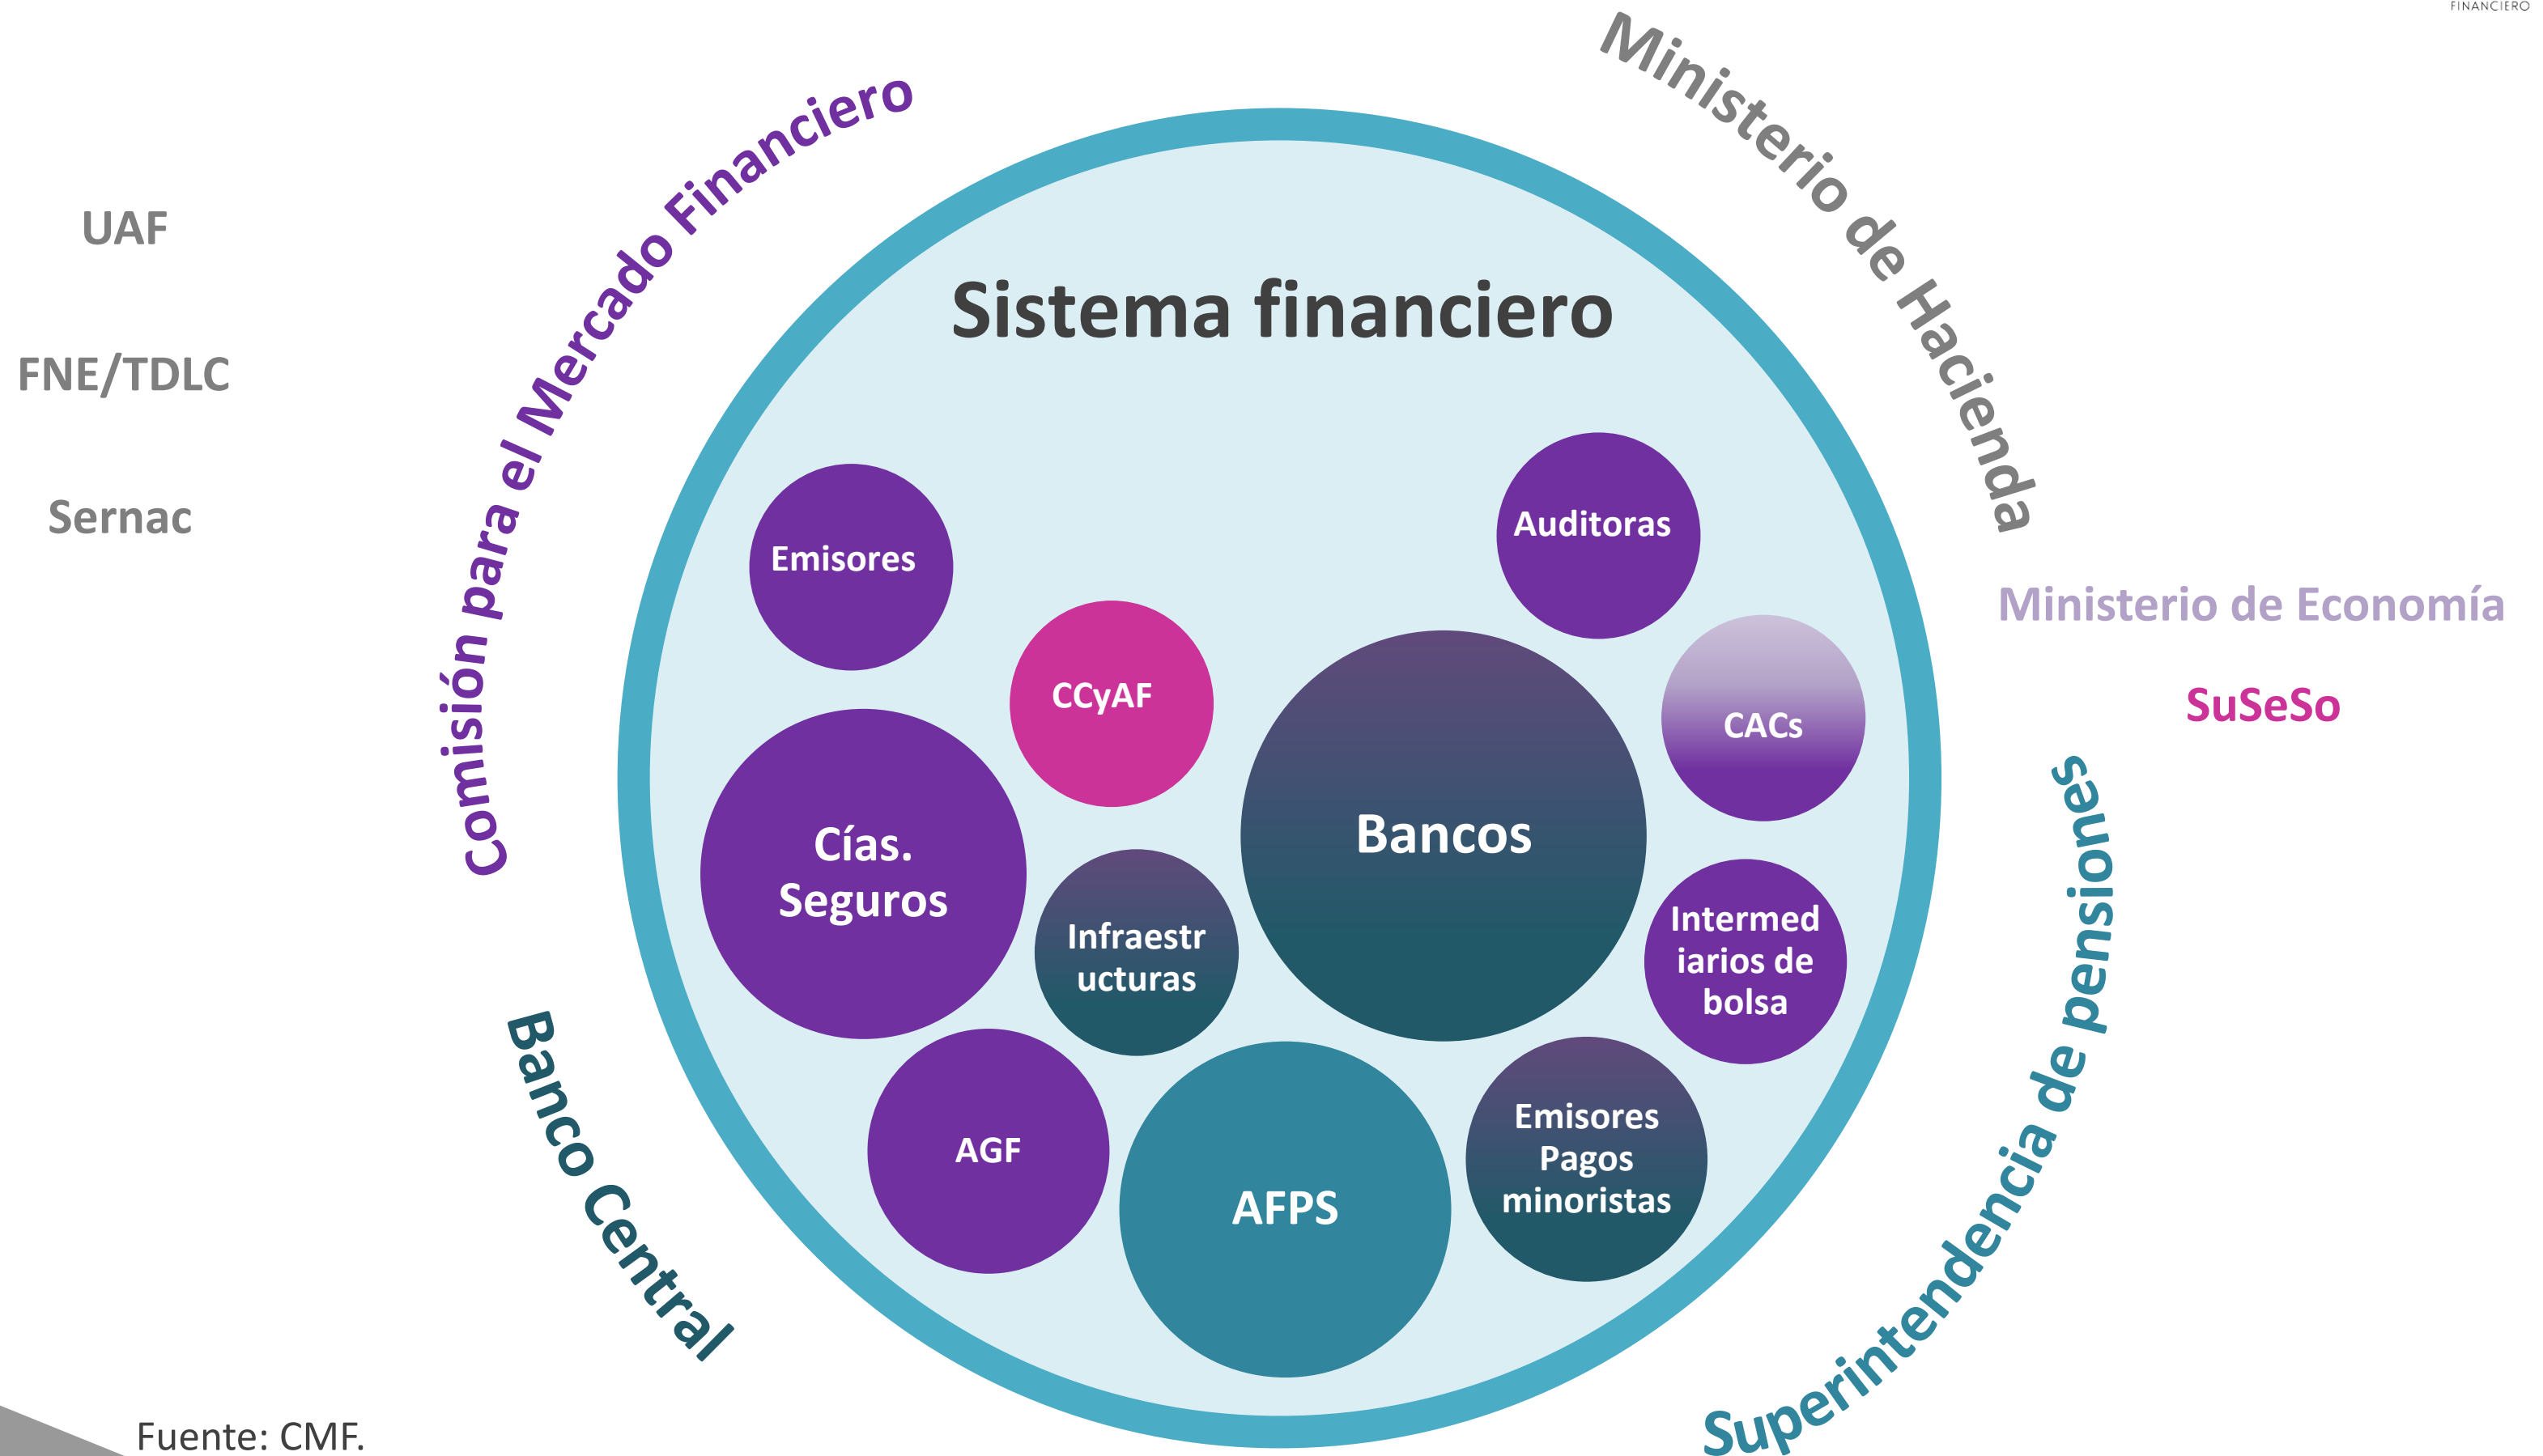 FINANCIERO
Comisión para el Mercado Financiero
Ministerio de Hacienda
UAF
FNE/TDLC
Sernac
Sistema financiero
Emisores
Auditoras
Ministerio de Economía
SuSeSo
CCyAF
CACs
Bancos
Cías.
Seguros
Infraestr
ucturas
Intermed
iarios de
bolsa
AGF
AFPS
Emisores
Pagos
minoristas
Banco Central
Superintendencia de pensiones
Fuente: CMF.